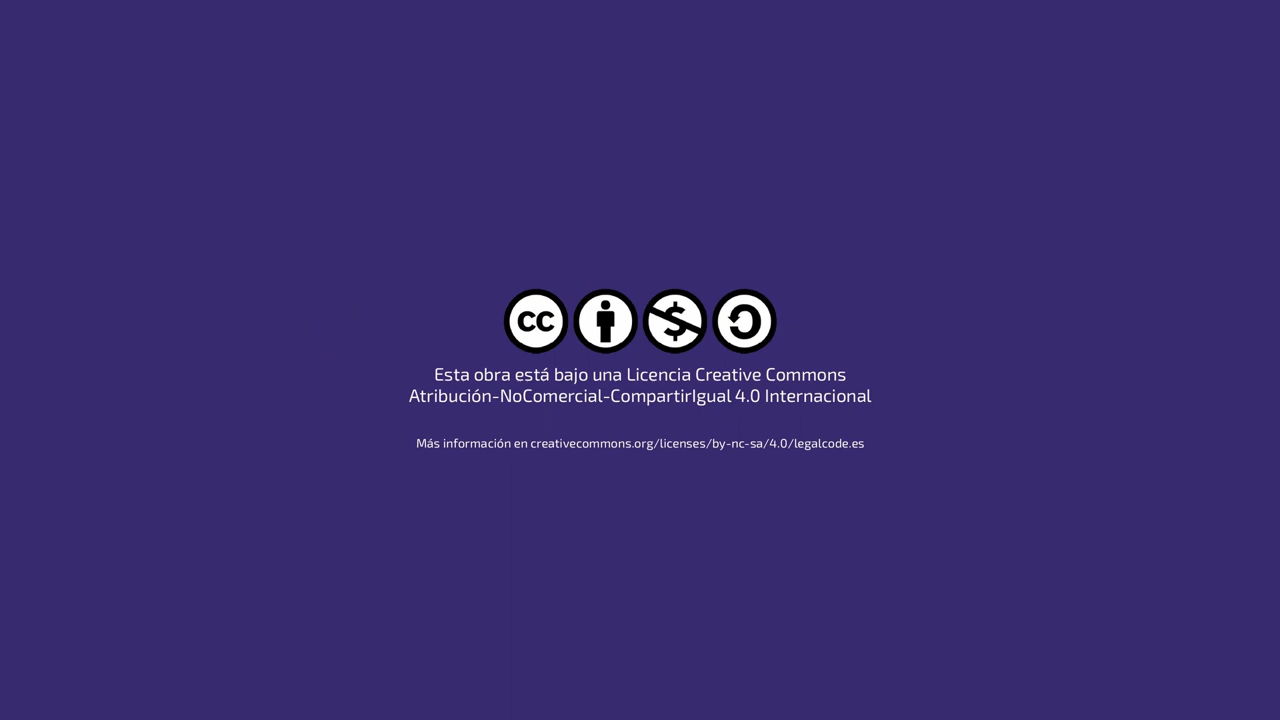 cc
Esta obra está bajo una Licencia Creative Commons
Atribución-NoComercial-CompartirIgual 4.0 Internacional
Más información en creativecommons.org/licenses/by-nc-sa/4.0/legalcode.es